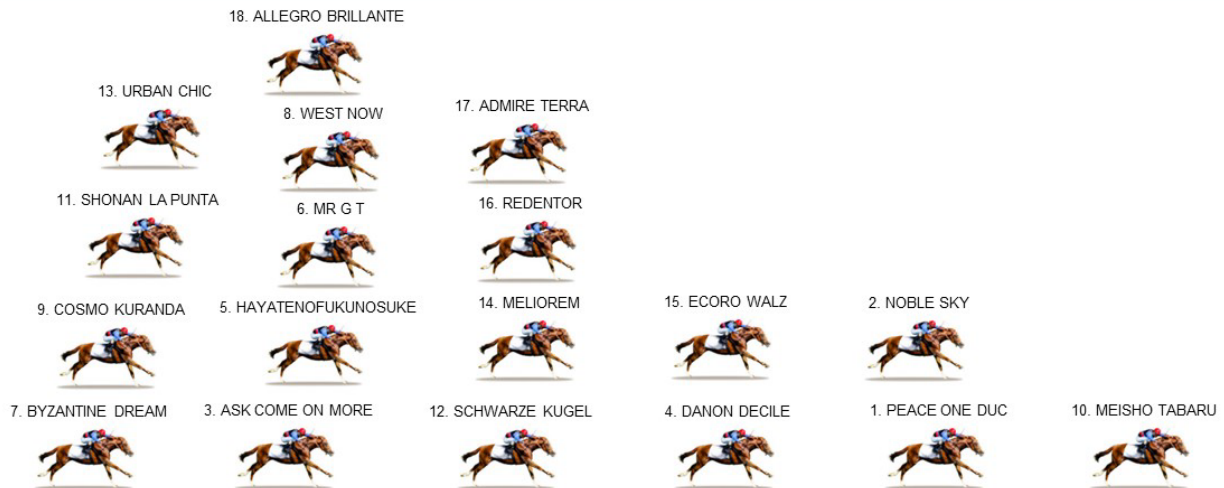 18. ALLEGRO BRILLANTE
13. URBAN CHIC
8. WEST NOW
17. ADMIRE TERRA
11. SHONAN LA PUNTA
6. MR G T
16. REDENTOR
9. COSMO KURANDA
5. HAYATENOFUKUNOSUKE
14. MELIOREM
15. ECORO WALZ
2. NOBLE SKY
7. BYZANTINE DREAM
3. ASK COME ON MORE
12. SCHWARZE KUGEL
4. DANON DECILE
1. PEACE ONE DUC
10. MEISHO TABARU